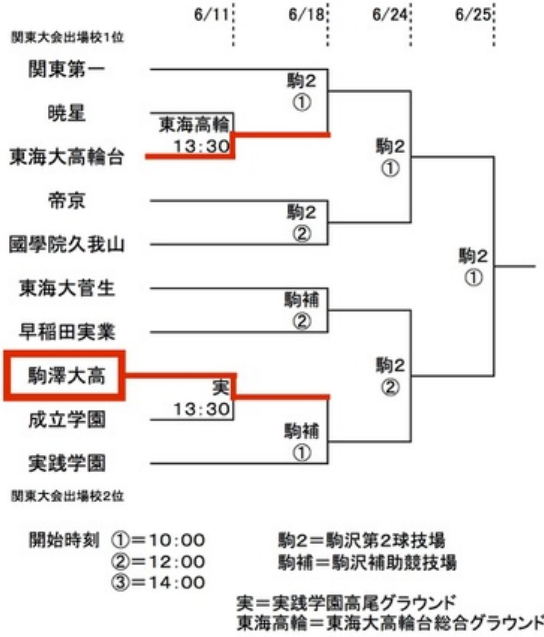 6/11 6/18 6/24 6/25
関東大会出場校1位
関東第一
駒2
①
暁星
東海高輪
13:30
東海大高輪台
駒2
①
帝京
駒2
②
國學院久我山
駒2
①
東海大菅生
駒補
②
早稲田実業
駒2
②
駒澤大高
実
13:30
成立学園
駒補
①
実践学園
関東大会出場校2位
開始時刻 ①=10:00
②=12:00
③=14:00
駒2=駒沢第2球技場
駒補=駒沢補助競技場
実=実践学園高尾グラウンド
東海高輪=東海大高輪台総合グラウンド